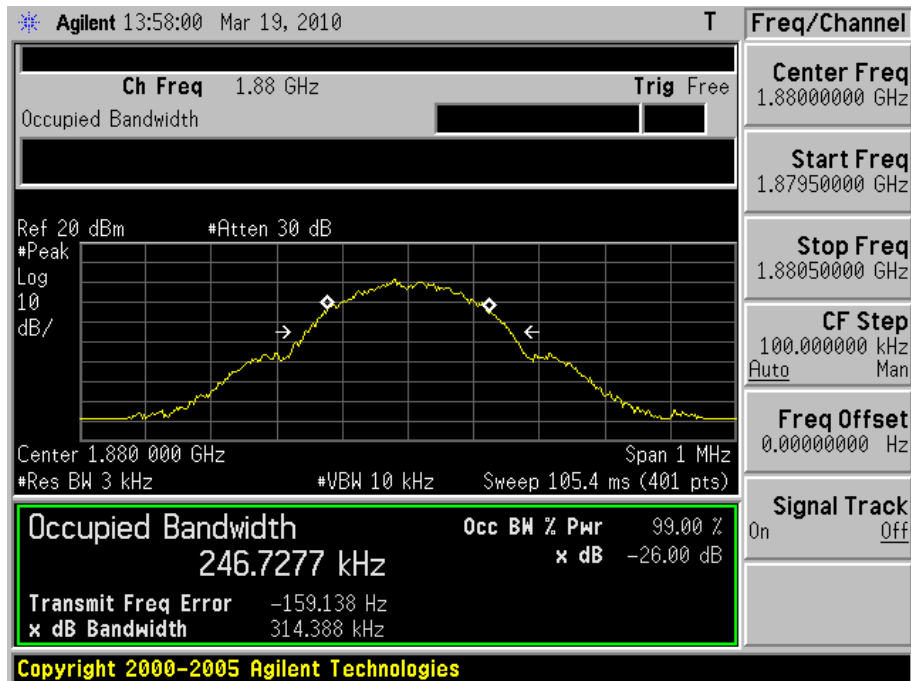 Agilent 13:58:00 Mar 19, 2010 T
Freq/Channel
Ch Freq 1.88 GHz Trig Free
Occupied Bandwidth
Center Freq
1.88000000 GHz
Start Freq
1.87950000 GHz
Stop Freq
1.88050000 GHz
CF Step
100.000000 kHz
Auto Man
Freq Offset
0.00000000 Hz
Signal Track
On Off
Ref 20 dBm #Atten 30 dB
#Peak
Log
10
dB/
Center 1.880 000 GHz Span 1 MHz
#Res BW 3 kHz #VBW 10 kHz Sweep 105.4 ms (401 pts)
Occupied Bandwidth Occ BW % Pwr 99.00 %
246.7277 kHz x dB -26.00 dB
Transmit Freq Error -159.138 Hz
x dB Bandwidth 314.388 kHz
Copyright 2000-2005 Agilent Technologies